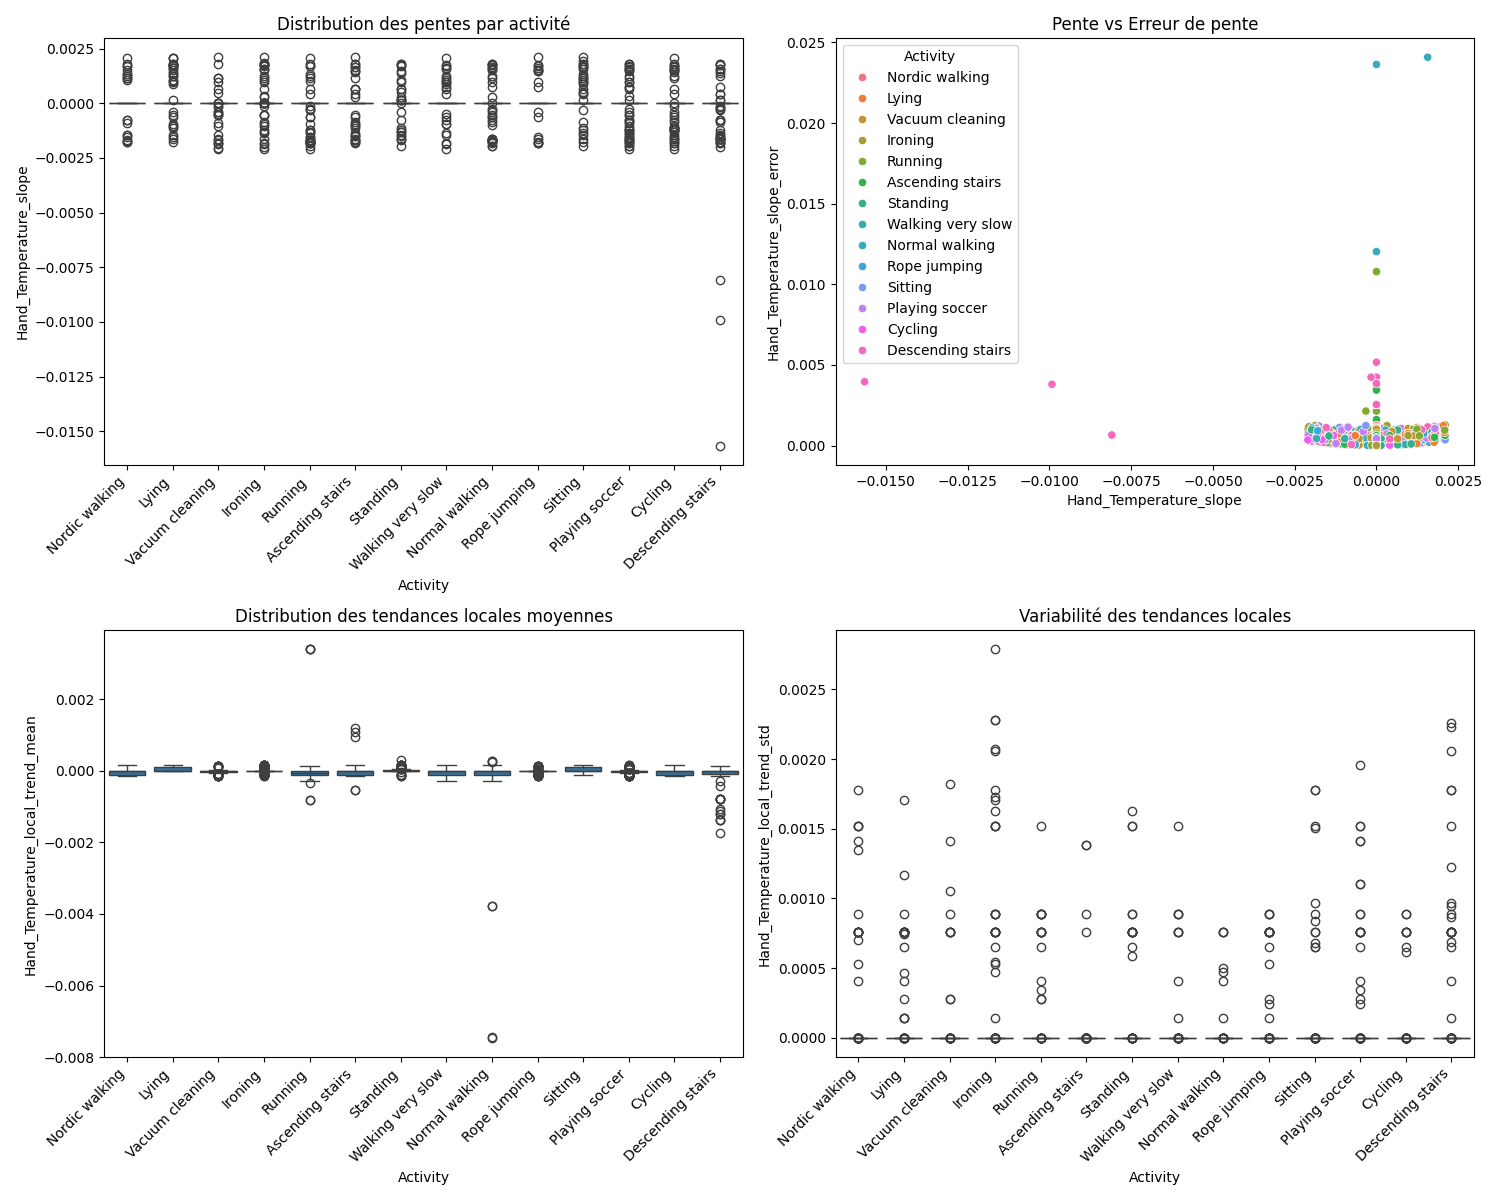 Distribution des pentes par activité
Hand_Temperature_slope
0.0025
0.0000
−0.0025
−0.0050
−0.0075
−0.0100
−0.0125
−0.0150
Nordic walking
Lying
Vacuum cleaning
Ironing
Running
Ascending stairs
Standing
Walking very slow
Normal walking
Rope jumping
Sitting
Playing soccer
Cycling
Descending stairs
Activity
Pente vs Erreur de pente
Hand_Temperature_slope_error
0.025
0.020
0.015
0.010
0.005
0.000
Activity
Nordic walking
Lying
Vacuum cleaning
Ironing
Running
Ascending stairs
Standing
Walking very slow
Normal walking
Rope jumping
Sitting
Playing soccer
Cycling
Descending stairs
−0.0150
−0.0125
−0.0100
−0.0075
−0.0050
−0.0025
0.0000
0.0025
Hand_Temperature_slope
Distribution des tendances locales moyennes
Hand_Temperature_local_trend_mean
0.002
0.000
−0.002
−0.004
−0.006
−0.008
Nordic walking
Lying
Vacuum cleaning
Ironing
Running
Ascending stairs
Standing
Walking very slow
Normal walking
Rope jumping
Sitting
Playing soccer
Cycling
Descending stairs
Activity
Variabilité des tendances locales
Hand_Temperature_local_trend_std
0.0025
0.0020
0.0015
0.0010
0.0005
0.0000
Nordic walking
Lying
Vacuum cleaning
Ironing
Running
Ascending stairs
Standing
Walking very slow
Normal walking
Rope jumping
Sitting
Playing soccer
Cycling
Descending stairs
Activity